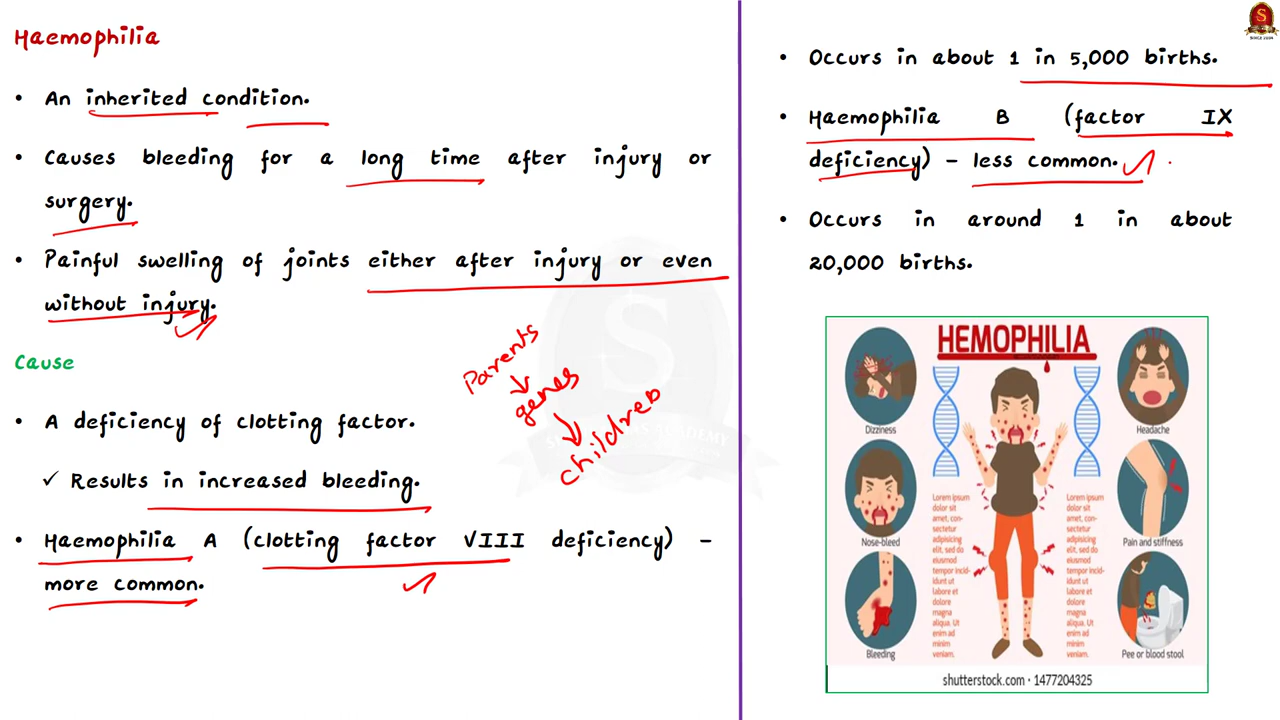 Haemophilia
• An inherited condition.
• Causes bleeding for a long time after injury or
surgery.
• Painful swelling of joints either after injury or even
without injury.
Cause
• A deficiency of clotting factor.
✓ Results in increased bleeding.
• Haemophilia A (clotting factor VIII deficiency) –
more common.
Parents
genes
children
• Occurs in about 1 in 5,000 births.
• Haemophilia B (factor IX
deficiency) – less common.
• Occurs in around 1 in about
20,000 births.
HEMOPHILIA
Dizziness
Nose-bleed
Bleeding
Lorem ipsum
dolor sit
amet, con-
sectetur
adipisicing
elit, sed do
eiusmod
tempor incid-
idunt ut
labore et
dolore
magna
aliqua. Ut
enim ad
minim
veniam.
Lorem ipsum
dolor sit
amet, con-
sectetur
adipisicing
elit, sed do
eiusmod
tempor incid-
idunt ut
labore et
dolore
magna
aliqua. Ut
enim ad
minim
veniam.
Headache
Pain and stiffness
Pee or blood stool
shutterstock.com · 1477204325